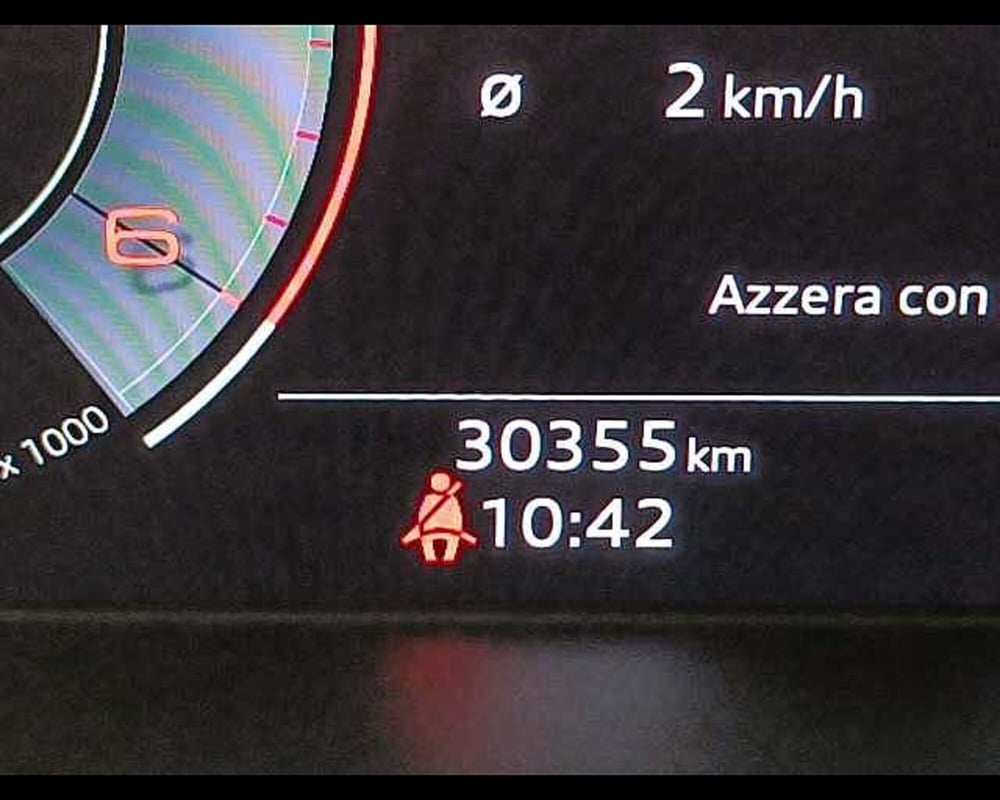 ø 2 km/h
6
Azzera con
x 1000
30355 km
10:42